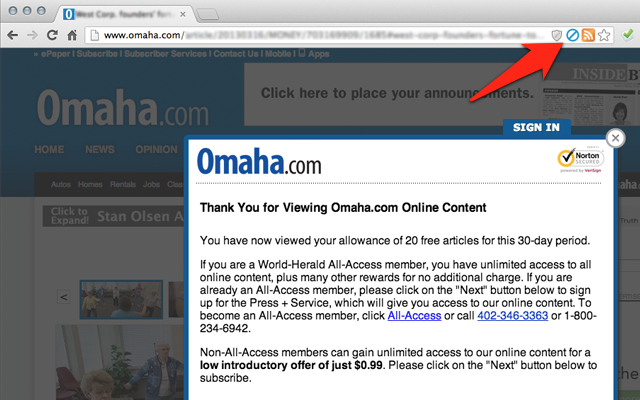 West Corp. founders' fortune
www.omaha.com/article/20130316/MONEY/703169909/1685#west-corp-founders-fortune-to...
« ePaper | Subscribe | Subscriber Services | Contact Us | Mobile | Apps
Omaha.com
Click here to place your announcements.
INSIDE B
HOME NEWS OPINION
SIGN IN
Autos Homes Rentals Jobs
Omaha.com
Norton
SECURED
powered by VeriSign
Click to
Expand!
Stan Olsen A
Thank You for Viewing Omaha.com Online Content
You have now viewed your allowance of 20 free articles for this 30-day period.
If you are a World-Herald All-Access member, you have unlimited access to all
online content, plus many other rewards for no additional charge. If you are
already an All-Access member, please click on the "Next" button below to sign
up for the Press + Service, which will give you access to our online content. To
become an All-Access member, click All-Access or call 402-346-3363 or 1-800-
234-6942.
Non-All-Access members can gain unlimited access to our online content for a
low introductory offer of just $0.99. Please click on the "Next" button below to
subscribe.